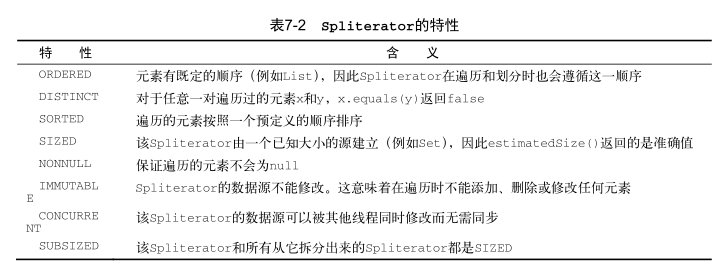 表7-2 Spliterator的特性
特 性 含 义
ORDERED 元素有既定的顺序（例如List），因此Spliterator在遍历和划分时也会遵循这一顺序
DISTINCT 对于任意一对遍历过的元素x和y，x.equals(y)返回false
SORTED 遍历的元素按照一个预定义的顺序排序
SIZED 该Spliterator由一个已知大小的源建立（例如Set），因此estimatedSize()返回的是准确值
NONNULL 保证遍历的元素不会为null
IMMUTABL Spliterator的数据源不能修改。这意味着在遍历时不能添加、删除或修改任何元素
E
CONCURRE 该Spliterator的数据源可以被其他线程同时修改而无需同步
NT
SUBSIZED 该Spliterator和所有从它拆分出来的Spliterator都是SIZED